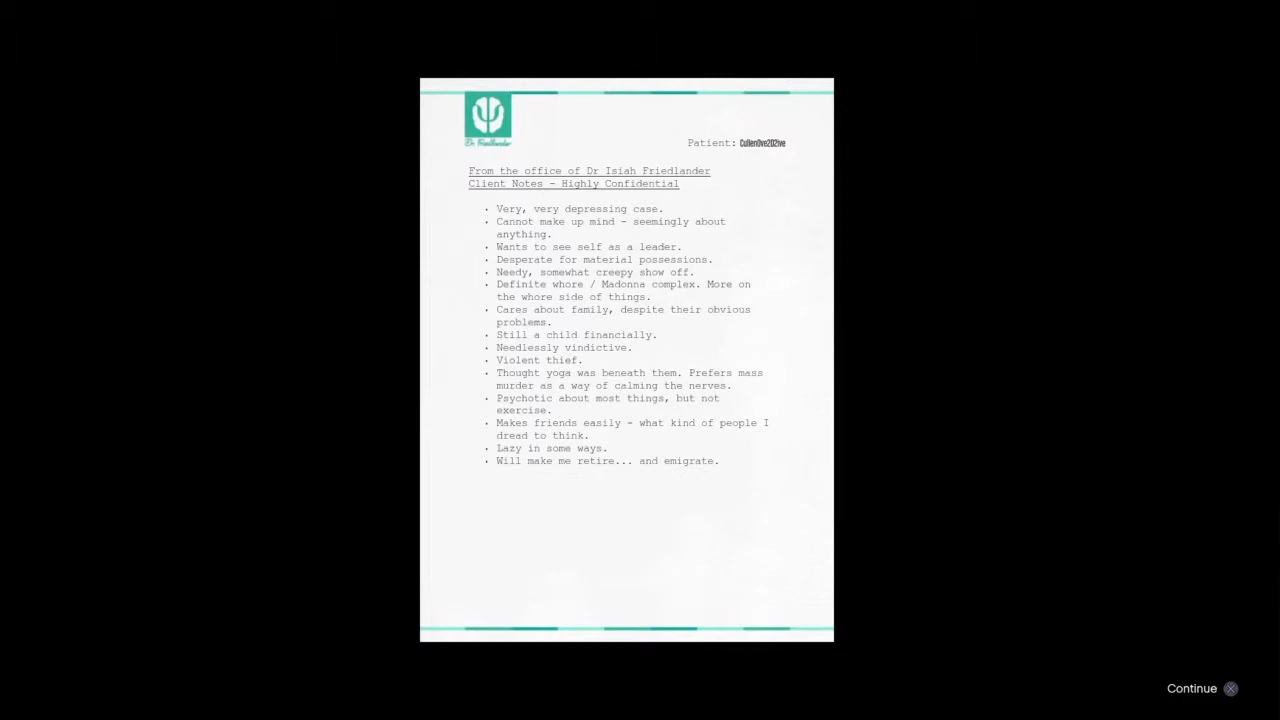 Dr. Friedlander
Patient: CullenOve2D2ive
From the office of Dr Isiah Friedlander
Client Notes - Highly Confidential
• Very, very depressing case.
• Cannot make up mind - seemingly about
anything.
• Wants to see self as a leader.
• Desperate for material possessions.
• Needy, somewhat creepy show off.
• Definite whore / Madonna complex. More on
the whore side of things.
• Cares about family, despite their obvious
problems.
• Still a child financially.
• Needlessly vindictive.
• Violent thief.
• Thought yoga was beneath them. Prefers mass
murder as a way of calming the nerves.
• Psychotic about most things, but not
exercise.
• Makes friends easily - what kind of people I
dread to think.
• Lazy in some ways.
• Will make me retire... and emigrate.
Continue